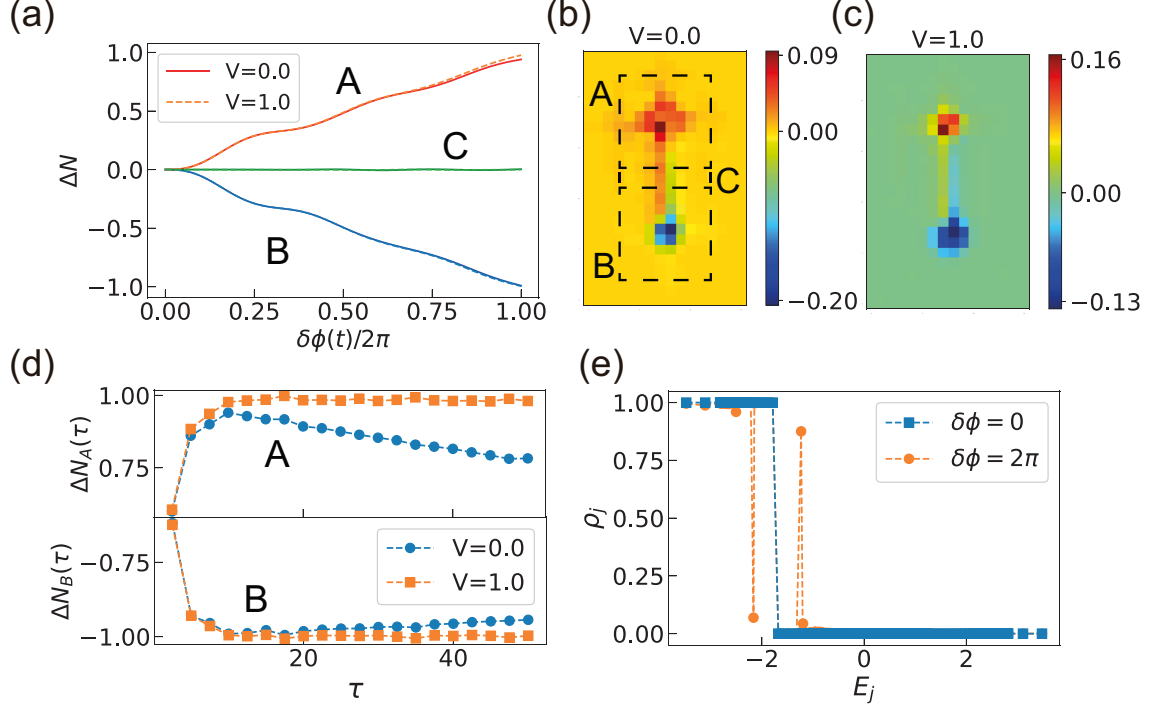 (a)
1.0
0.5
0.0
−0.5
−1.0
ΔN
V=0.0
V=1.0
A
C
B
0.00
0.25
0.50
0.75
1.00
δϕ(t)/2π
(b)
V=0.0
A
C
B
0.09
0.00
−0.20
(c)
V=1.0
0.16
0.00
−0.13
(d)
1.00
0.75
ΔN_A(τ)
A
−0.75
−1.00
ΔN_B(τ)
V=0.0
V=1.0
B
20
40
τ
(e)
1.00
0.75
0.50
0.25
0.00
ρ_j
δϕ = 0
δϕ = 2π
−2
0
2
E_j